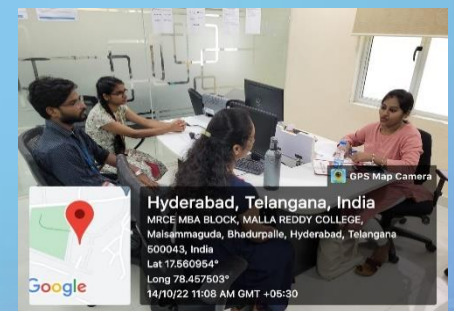 GPS Map Camera
Hyderabad, Telangana, India
MRCE MBA BLOCK, MALLA REDDY COLLEGE,
Maisammaguda, Bhadurpalle, Hyderabad, Telangana
500043, India
Lat 17.560954°
Long 78.457503°
14/10/22 11:08 AM GMT +05:30
Google